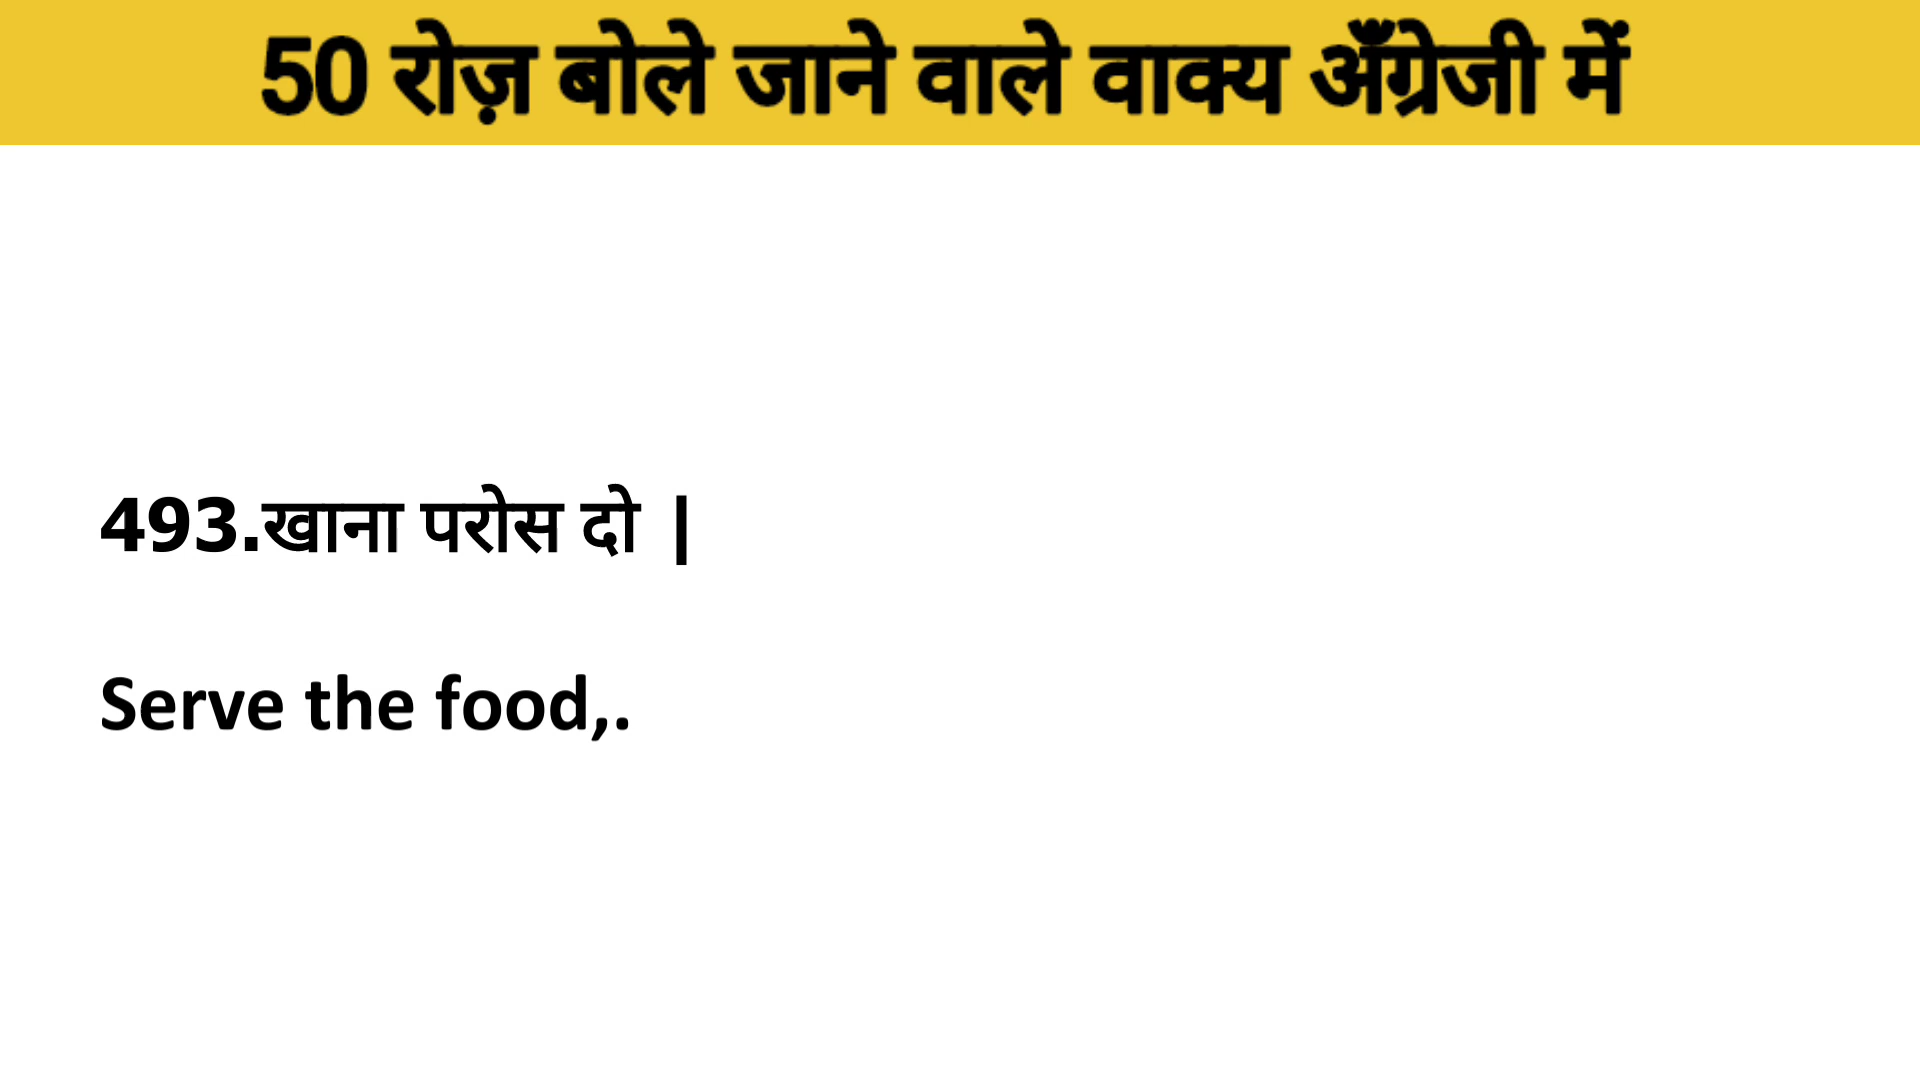 50 रोज़ बोले जाने वाले वाक्य अँग्रेजी में
493.खाना परोस दो |
Serve the food,.